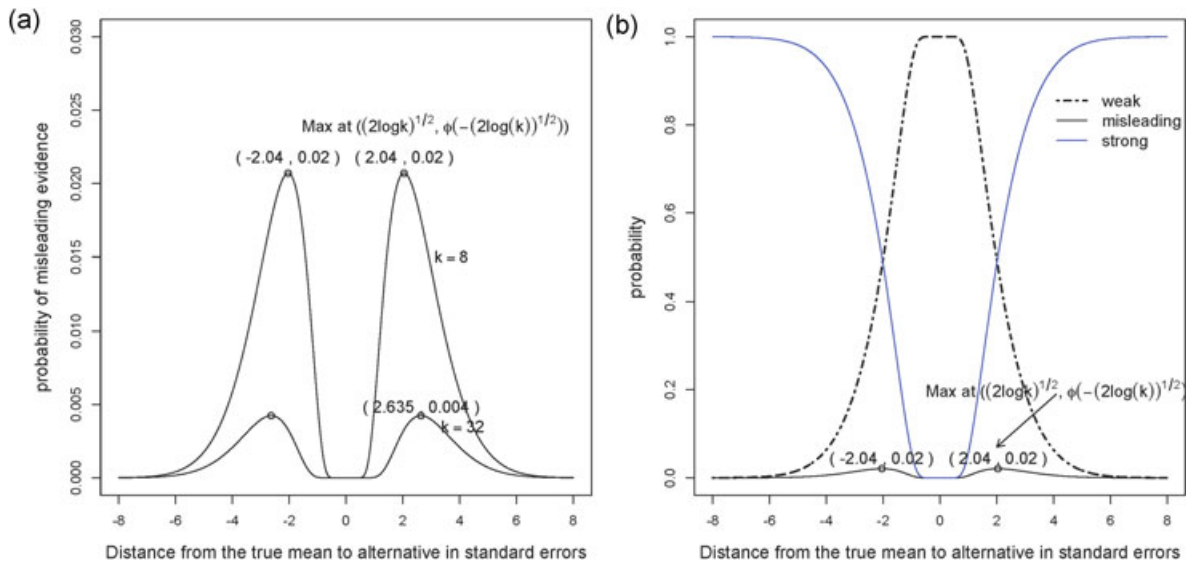 (a)
probability of misleading evidence
0.030
0.025
0.020
0.015
0.010
0.005
0.000
Max at ((2logk)^1/2, ϕ(−(2log(k))^1/2))
( -2.04 , 0.02 ) ( 2.04 , 0.02 )
k = 8
( 2.635 , 0.004 )
k = 32
-8 -6 -4 -2 0 2 4 6 8
Distance from the true mean to alternative in standard errors
(b)
probability
1.0
0.8
0.6
0.4
0.2
0.0
weak
misleading
strong
Max at ((2logk)^1/2, ϕ(−(2log(k))^1/2)
( -2.04 , 0.02 ) ( 2.04 , 0.02 )
-8 -6 -4 -2 0 2 4 6 8
Distance from the true mean to alternative in standard errors